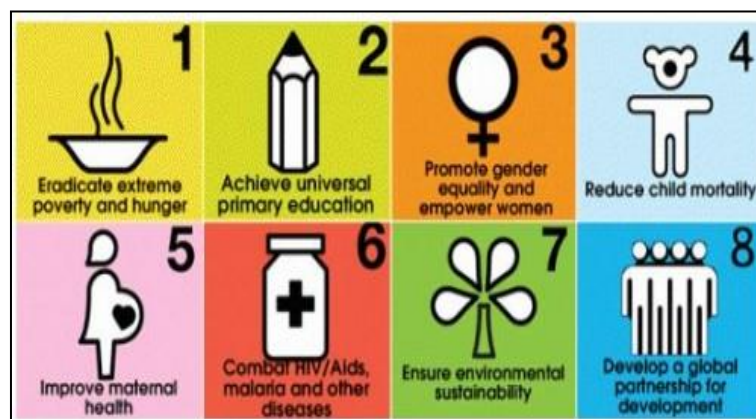 1
Eradicate extreme
poverty and hunger
2
Achieve universal
primary education
3
Promote gender
equality and
empower women
4
Reduce child mortality
5
Improve maternal
health
6
Combat HIV/Aids,
malaria and other
diseases
7
Ensure environmental
sustainability
8
Develop a global
partnership for
development